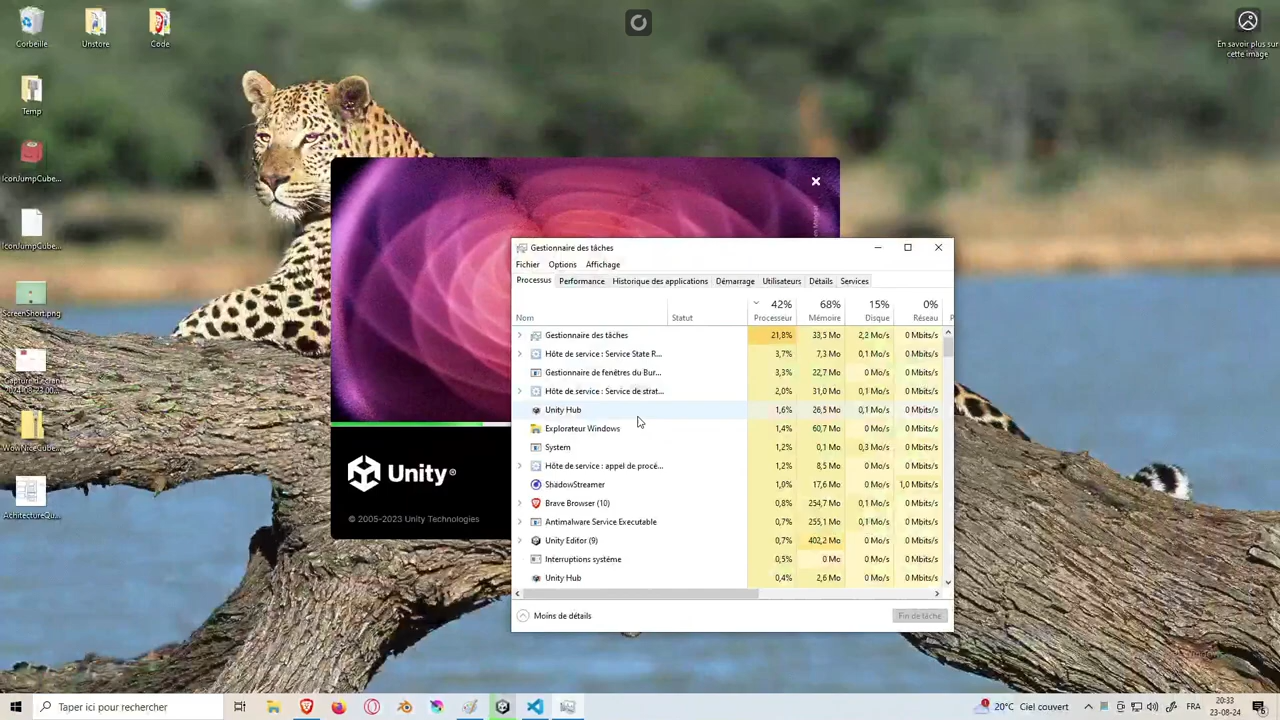 Corbeille
Unstore
Code
En savoir plus sur
cette image
Temp
IconJumpCube...
IconJumpCube...
ScreenShort.png
Capture d'écran
2024-08-23 00...
WowNiceCube...
AchitectureQu...
Unity®
© 2005-2023 Unity Technologies
Gestionnaire des tâches
Fichier Options Affichage
Processus Performance Historique des applications Démarrage Utilisateurs Détails Services
42% 68% 15% 0%
Nom Statut Processeur Mémoire Disque Réseau P
Gestionnaire des tâches 21,8% 33,5 Mo 2,2 Mo/s 0 Mbits/s
Hôte de service : Service State R... 3,7% 7,3 Mo 0,1 Mo/s 0 Mbits/s
Gestionnaire de fenêtres du Bur... 3,3% 22,7 Mo 0 Mo/s 0 Mbits/s
Hôte de service : Service de strat... 2,0% 31,0 Mo 0,1 Mo/s 0 Mbits/s
Unity Hub 1,6% 26,5 Mo 0,1 Mo/s 0 Mbits/s
Explorateur Windows 1,4% 60,7 Mo 0 Mo/s 0 Mbits/s
System 1,2% 0,1 Mo 0,3 Mo/s 0 Mbits/s
Hôte de service : appel de procé... 1,2% 8,5 Mo 0 Mo/s 0 Mbits/s
ShadowStreamer 1,0% 17,6 Mo 0 Mo/s 1,0 Mbits/s
Brave Browser (10) 0,8% 254,7 Mo 0,1 Mo/s 0 Mbits/s
Antimalware Service Executable 0,7% 255,1 Mo 0,1 Mo/s 0 Mbits/s
Unity Editor (9) 0,7% 402,2 Mo 0 Mo/s 0 Mbits/s
Interruptions système 0,5% 0 Mo 0 Mo/s 0 Mbits/s
Unity Hub 0,4% 2,6 Mo 0 Mo/s 0 Mbits/s
Moins de détails
Fin de tâche
Taper ici pour rechercher
20°C Ciel couvert
FRA
20:33
23-08-24